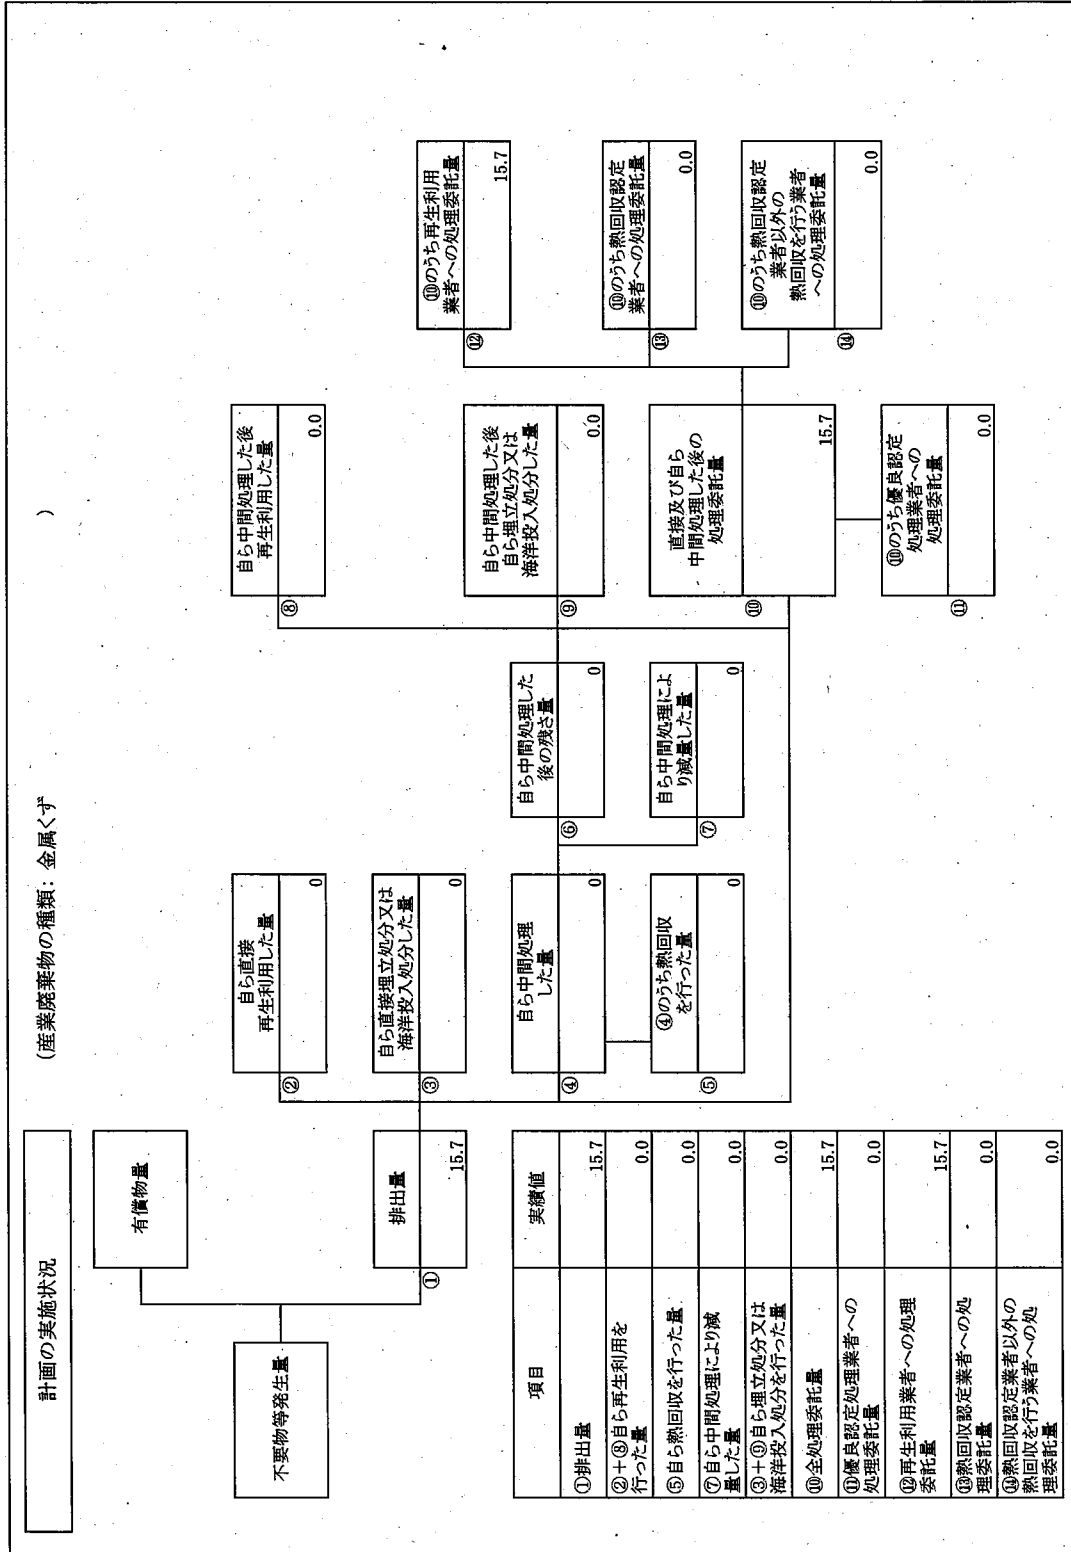 計画の実施状況
(産業廃棄物の種類: 金属くず
)
不要物等発生量
有償物量
①
排出量
15.7
②
自ら直接
再生利用した量
0
③
自ら直接埋立処分又は
海洋投入処分した量
0
④
自ら中間処理
した量
0
⑤
④のうち熱回収
を行った量
0
⑥
自ら中間処理した
後の残さ量
0
⑦
自ら中間処理によ
り減量した量
0
⑧
自ら中間処理した後
再生利用した量
0.0
⑨
自ら中間処理した後
自ら埋立処分又は
海洋投入処分した量
0.0
⑩
直接及び自ら
中間処理した後の
処理委託量
15.7
⑪
⑩のうち優良認定
処理業者への
処理委託量
0.0
⑫
⑩のうち再生利用
業者への処理委託量
15.7
⑬
⑩のうち熱回収認定
業者への処理委託量
0.0
⑭
⑩のうち熱回収認定
業者以外の
熱回収を行う業者
への処理委託量
0.0
項目
実績値
①排出量
15.7
②+⑧自ら再生利用を
行った量
0.0
⑤自ら熱回収を行った量
0.0
⑦自ら中間処理により減
量した量
0.0
③+⑨自ら埋立処分又は
海洋投入処分を行った量
0.0
⑩全処理委託量
15.7
⑪優良認定処理業者への
処理委託量
0.0
⑫再生利用業者への処理
委託量
15.7
⑬熱回収認定業者への処
理委託量
0.0
⑭熱回収認定業者以外の
熱回収を行う業者への処
理委託量
0.0